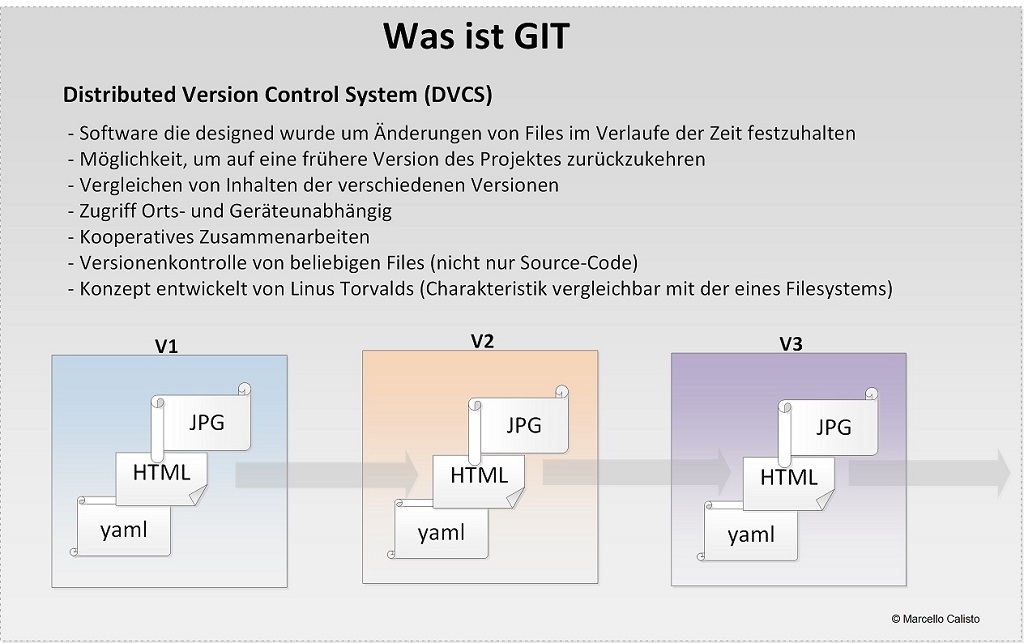 Was ist GIT
Distributed Version Control System (DVCS)
- Software die designed wurde um Änderungen von Files im Verlaufe der Zeit festzuhalten
- Möglichkeit, um auf eine frühere Version des Projektes zurückzukehren
- Vergleichen von Inhalten der verschiedenen Versionen
- Zugriff Orts- und Geräteunabhängig
- Kooperatives Zusammenarbeiten
- Versionenkontrolle von beliebigen Files (nicht nur Source-Code)
- Konzept entwickelt von Linus Torvalds (Charakteristik vergleichbar mit der eines Filesystems)
V1
JPG
HTML
yaml
V2
JPG
HTML
yaml
V3
JPG
HTML
yaml
© Marcello Calisto